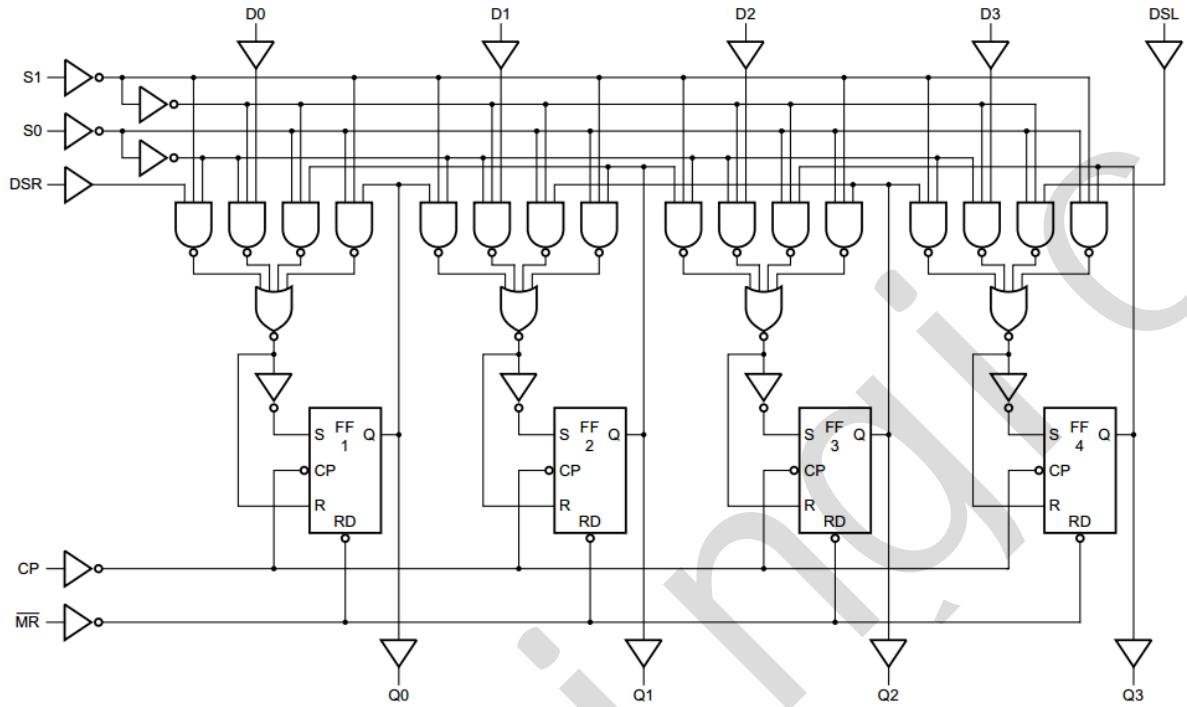 D0 D1 D2 D3 DSL
S1
S0
DSR
S FF Q S FF Q S FF Q S FF Q
1 2 3 4
CP CP CP CP
R R R R
RD RD RD RD
CP
M̅R̅
Q0 Q1 Q2 Q3